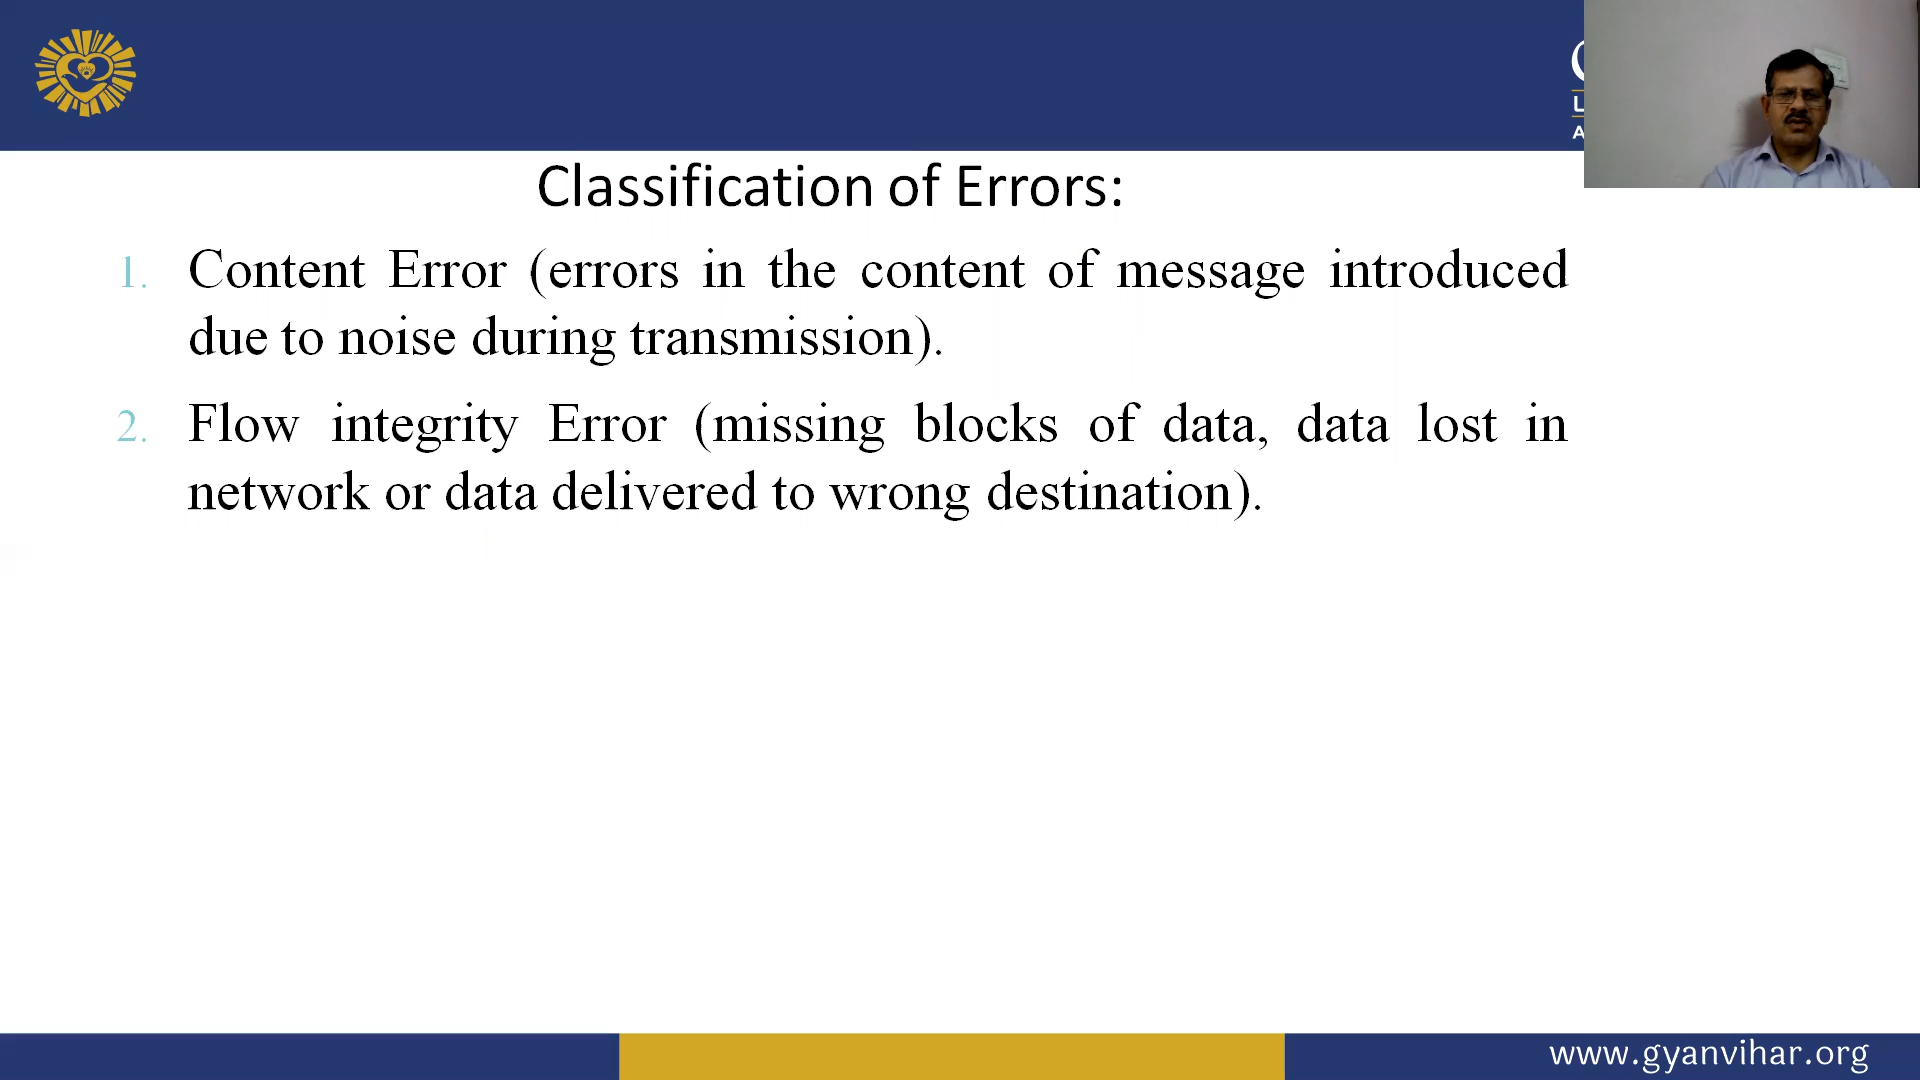 Classification of Errors:
1. Content Error (errors in the content of message introduced
due to noise during transmission).
2. Flow integrity Error (missing blocks of data, data lost in
network or data delivered to wrong destination).
www.gyanvihar.org